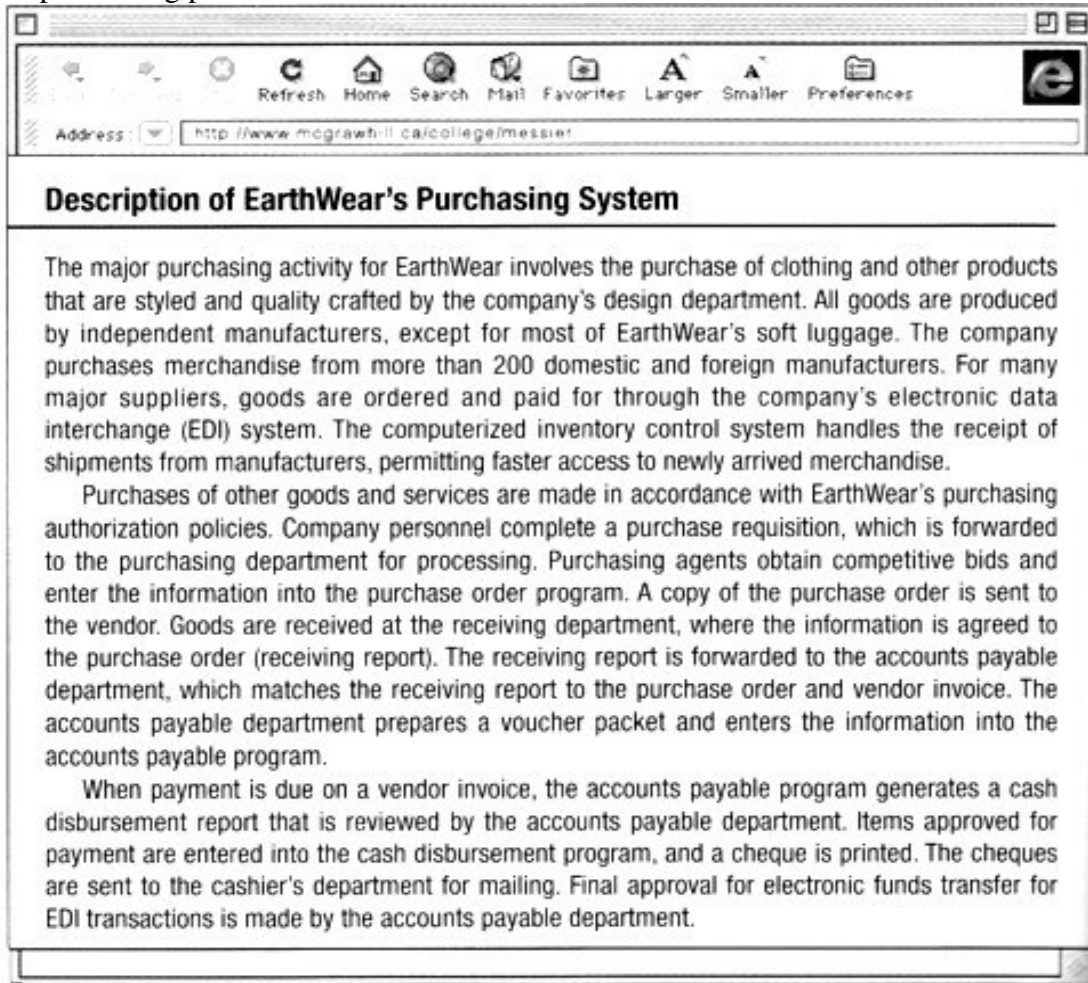 Refresh Home Search Mail Favorites Larger Smaller Preferences
Address: http://www.mcgrawhill.ca/college/messier
Description of EarthWear's Purchasing System
The major purchasing activity for EarthWear involves the purchase of clothing and other products
that are styled and quality crafted by the company's design department. All goods are produced
by independent manufacturers, except for most of EarthWear's soft luggage. The company
purchases merchandise from more than 200 domestic and foreign manufacturers. For many
major suppliers, goods are ordered and paid for through the company's electronic data
interchange (EDI) system. The computerized inventory control system handles the receipt of
shipments from manufacturers, permitting faster access to newly arrived merchandise.
Purchases of other goods and services are made in accordance with EarthWear's purchasing
authorization policies. Company personnel complete a purchase requisition, which is forwarded
to the purchasing department for processing. Purchasing agents obtain competitive bids and
enter the information into the purchase order program. A copy of the purchase order is sent to
the vendor. Goods are received at the receiving department, where the information is agreed to
the purchase order (receiving report). The receiving report is forwarded to the accounts payable
department, which matches the receiving report to the purchase order and vendor invoice. The
accounts payable department prepares a voucher packet and enters the information into the
accounts payable program.
When payment is due on a vendor invoice, the accounts payable program generates a cash
disbursement report that is reviewed by the accounts payable department. Items approved for
payment are entered into the cash disbursement program, and a cheque is printed. The cheques
are sent to the cashier's department for mailing. Final approval for electronic funds transfer for
EDI transactions is made by the accounts payable department.